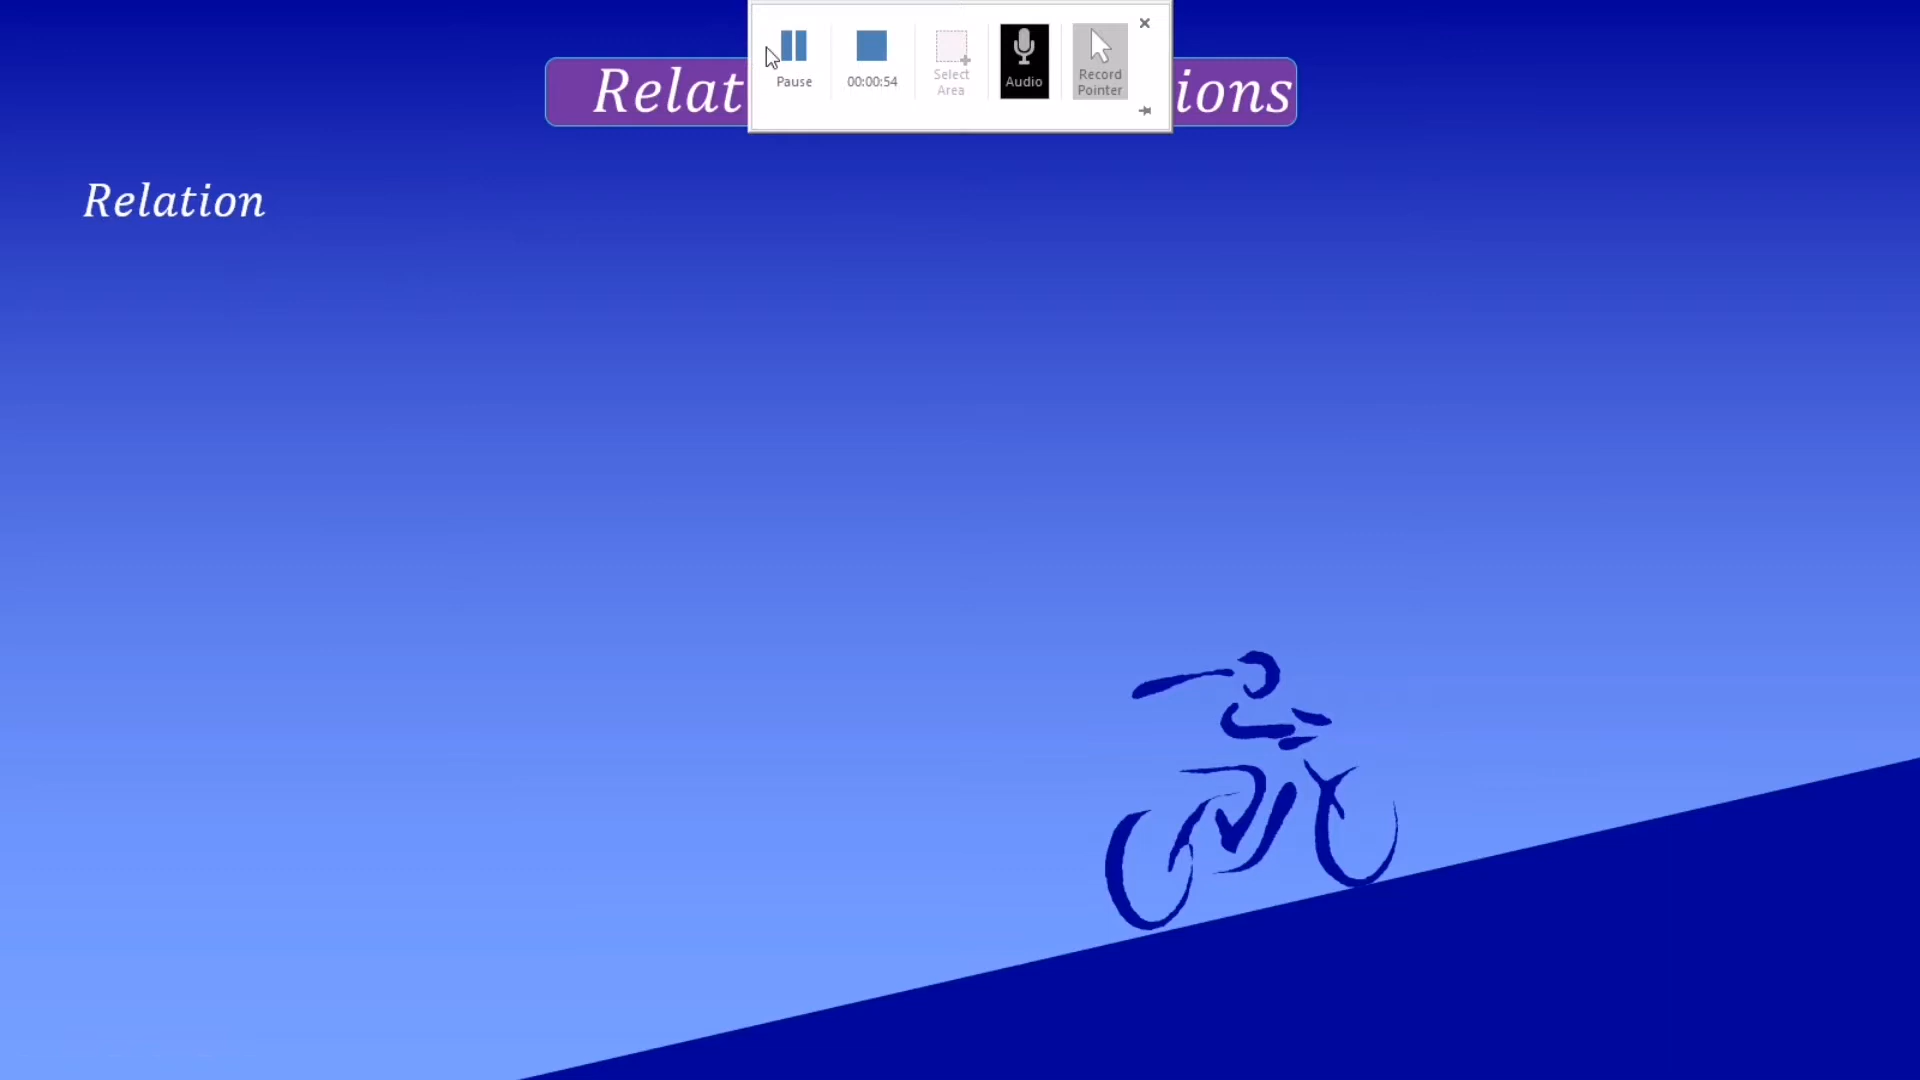 Relat ions
Pause
00:00:54
Select
Area
Audio
Record
Pointer
Relation